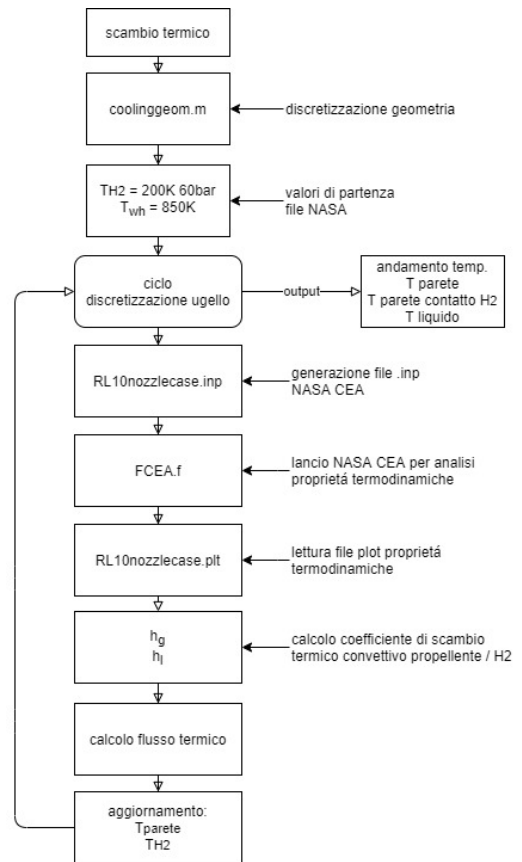 scambio termico
coolinggeom.m
discretizzazione geometria
TH2 = 200K 60bar
Twh = 850K
valori di partenza
file NASA
ciclo
discretizzazione ugello
output
andamento temp.
T parete
T parete contatto H2
T liquido
RL10nozzlecase.inp
generazione file .inp
NASA CEA
FCEA.f
lancio NASA CEA per analisi
proprietá termodinamiche
RL10nozzlecase.plt
lettura file plot proprietá
termodinamiche
hg
hl
calcolo coefficiente di scambio
termico convettivo propellente / H2
calcolo flusso termico
aggiornamento:
Tparete
TH2